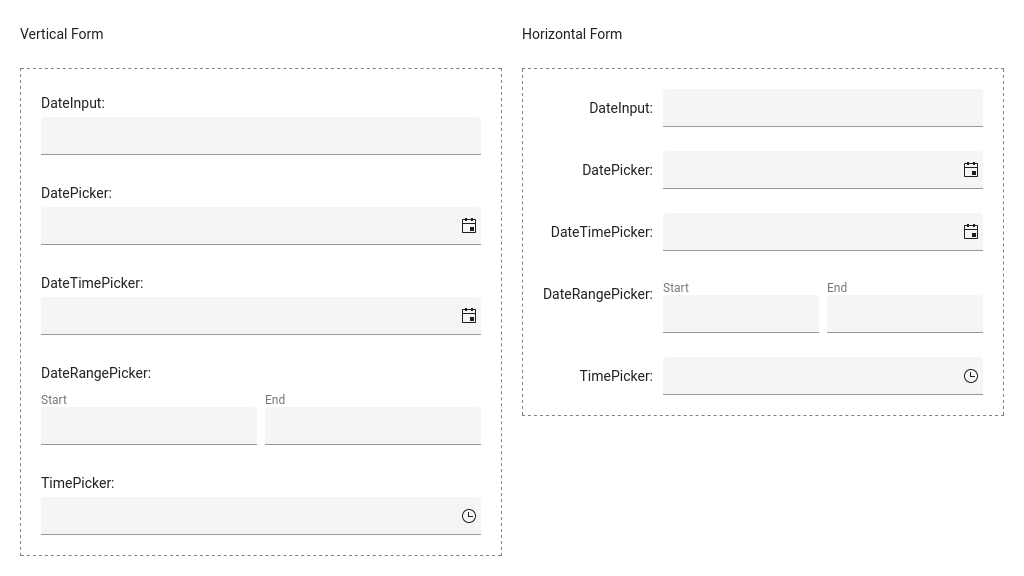 Vertical Form
DateInput:
DatePicker:
DateTimePicker:
DateRangePicker:
Start End
TimePicker:
Horizontal Form
DateInput:
DatePicker:
DateTimePicker:
DateRangePicker: Start End
TimePicker: